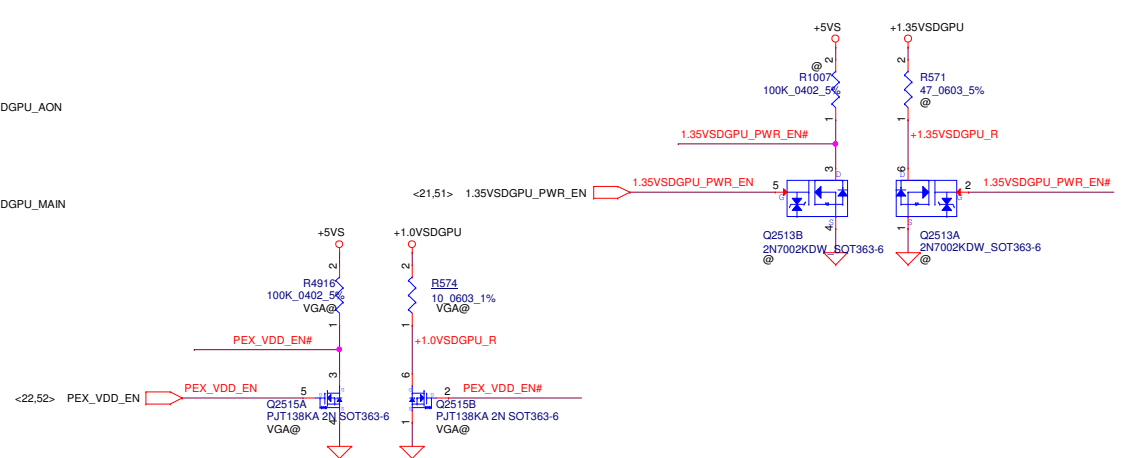 +5VS
+1.35VSDGPU
@
2
2
R1007
100K_0402_5%
R571
47_0603_5%
@
DGPU_AON
1
1
1.35VSDGPU_PWR_EN#
+1.35VSDGPU_R
3
D
6
D
<21,51> 1.35VSDGPU_PWR_EN
1.35VSDGPU_PWR_EN
5
G
2
G
1.35VSDGPU_PWR_EN#
DGPU_MAIN
S
4
S
1
Q2513B
2N7002KDW_SOT363-6
@
Q2513A
2N7002KDW_SOT363-6
@
+5VS
+1.0VSDGPU
2
2
R4916
100K_0402_5%
VGA@
R574
10_0603_1%
VGA@
1
1
PEX_VDD_EN#
+1.0VSDGPU_R
3
6
<22,52> PEX_VDD_EN
PEX_VDD_EN
5
2
PEX_VDD_EN#
Q2515A
PJT138KA 2N SOT363-6
VGA@
Q2515B
PJT138KA 2N SOT363-6
VGA@
4
1